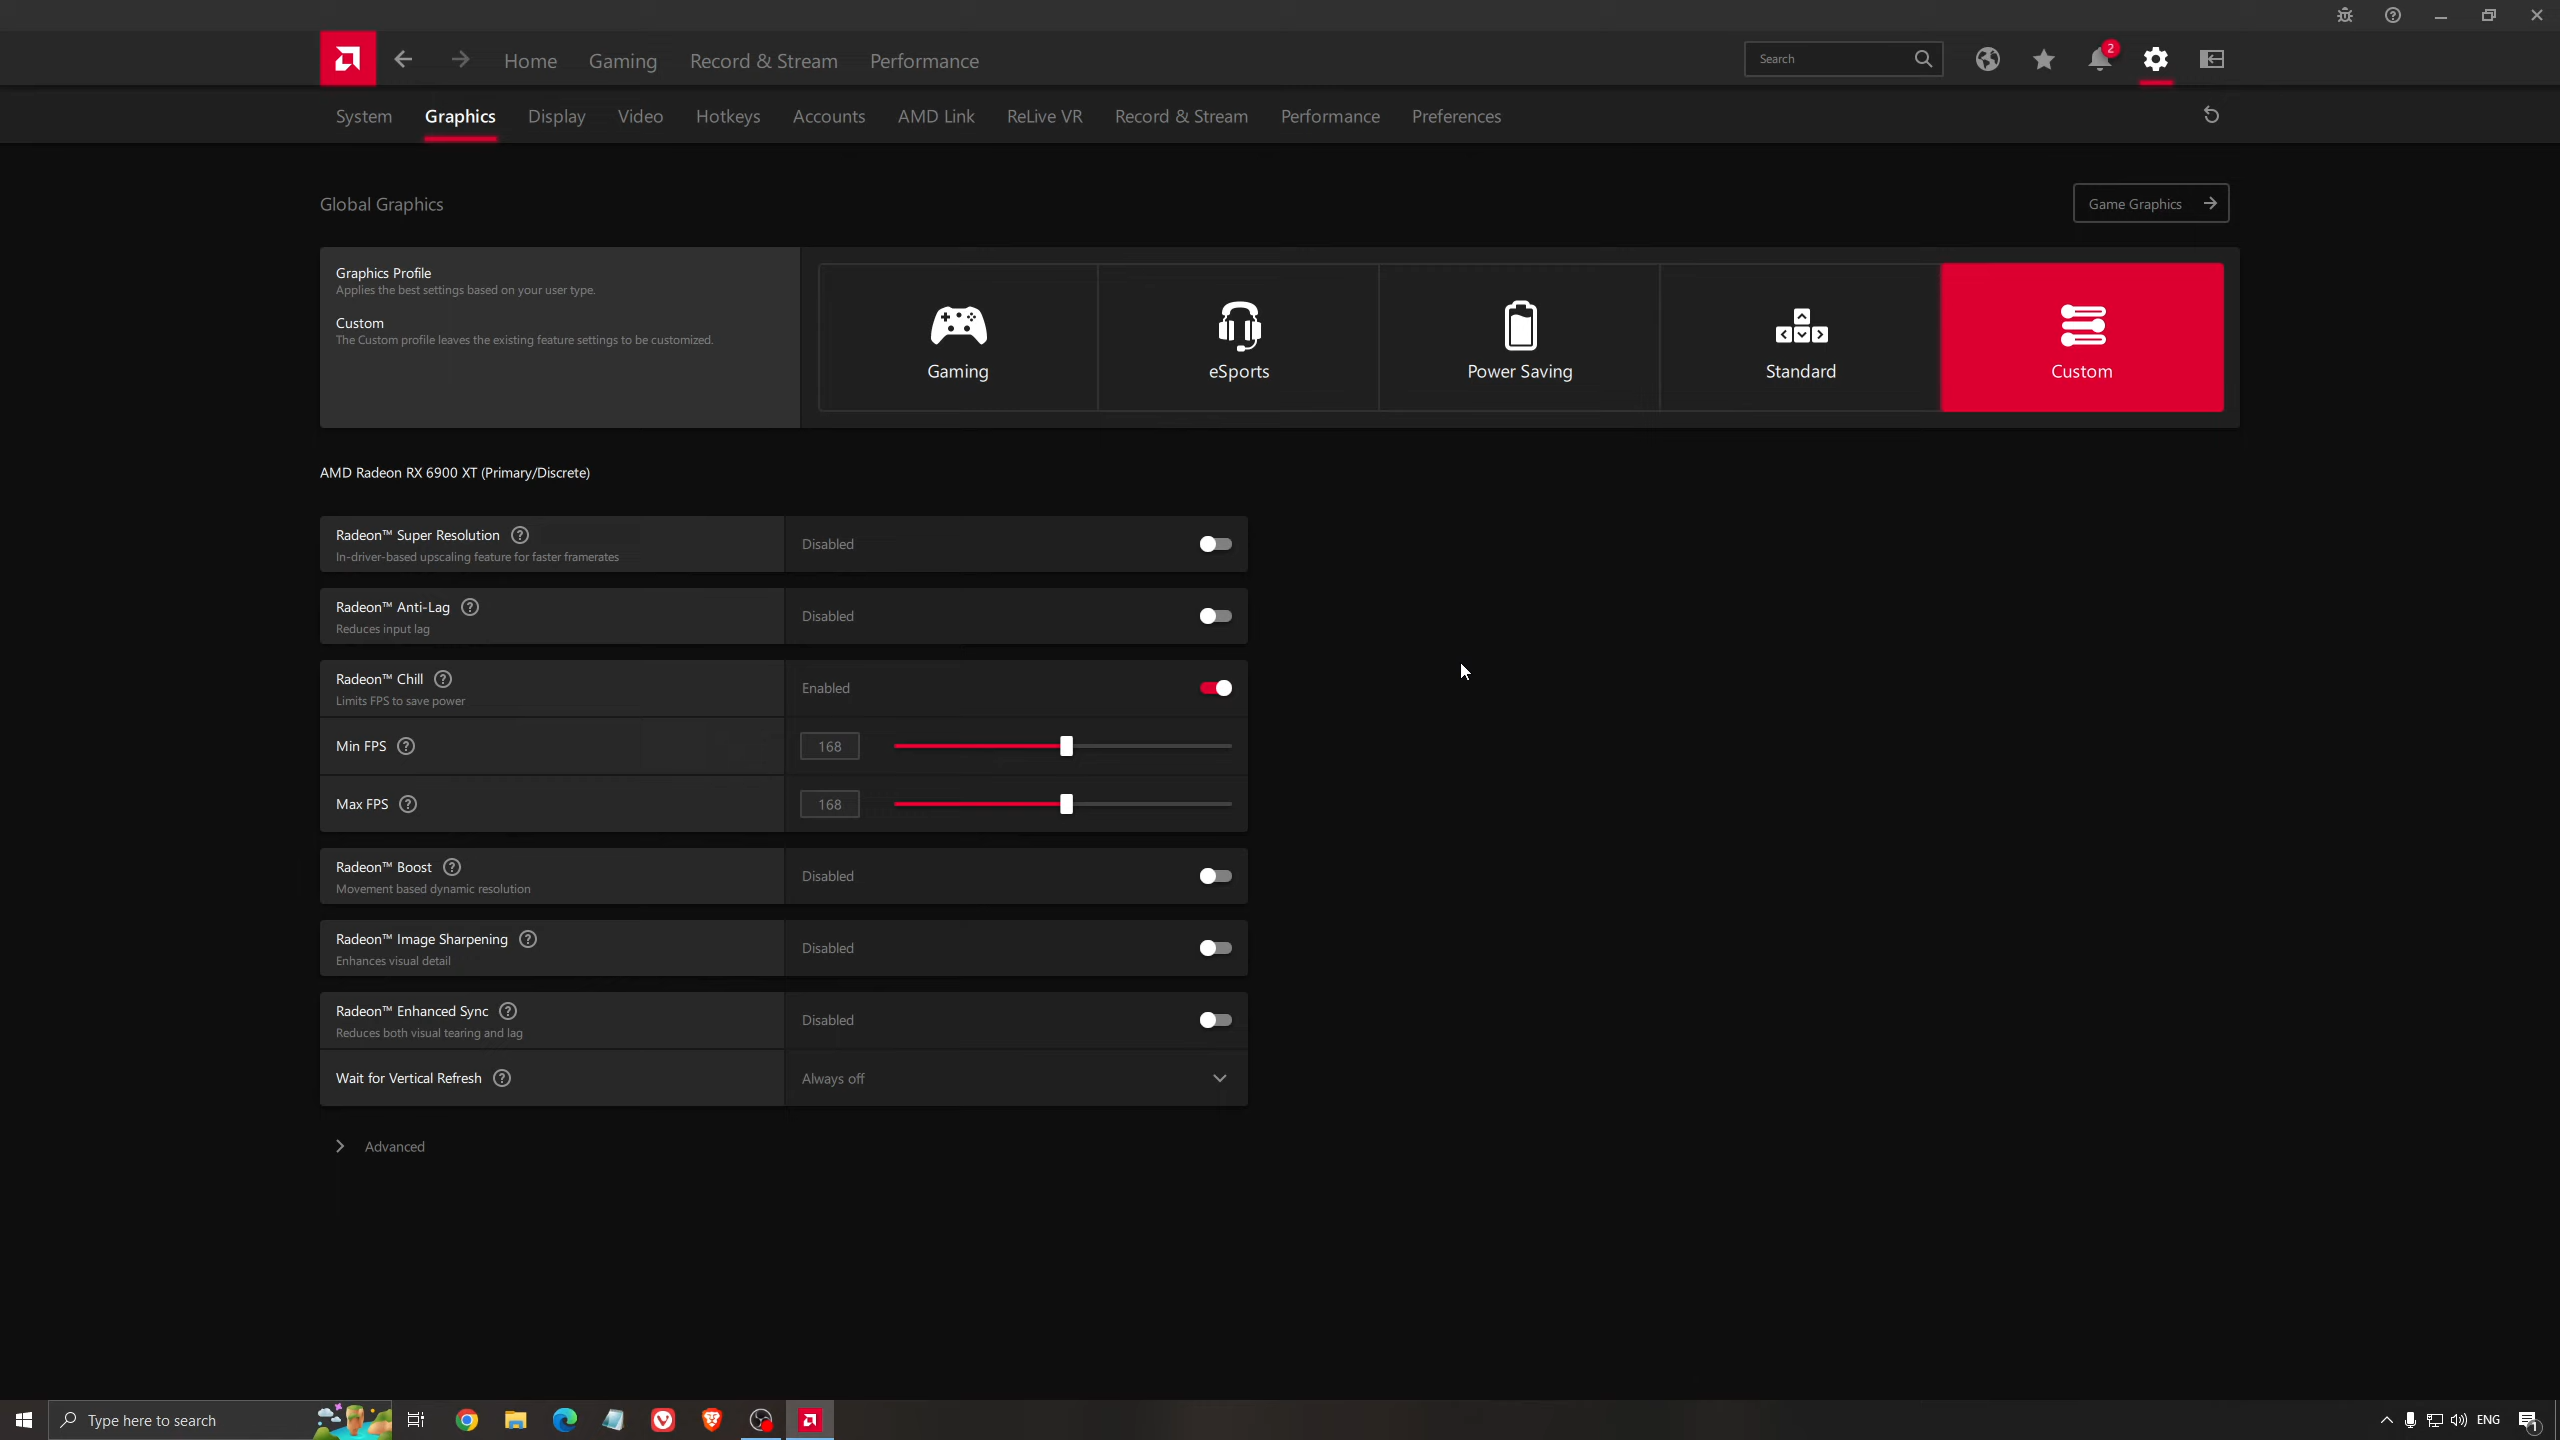 Home Gaming Record & Stream Performance Search 2
System Graphics Display Video Hotkeys Accounts AMD Link ReLive VR Record & Stream Performance Preferences
Global Graphics
Game Graphics
Graphics Profile
Applies the best settings based on your user type.
Custom
The Custom profile leaves the existing feature settings to be customized.
Gaming eSports Power Saving Standard Custom
AMD Radeon RX 6900 XT (Primary/Discrete)
Radeon™ Super Resolution
In-driver-based upscaling feature for faster framerates
Disabled
Radeon™ Anti-Lag
Reduces input lag
Disabled
Radeon™ Chill
Limits FPS to save power
Enabled
Min FPS 168
Max FPS 168
Radeon™ Boost
Movement based dynamic resolution
Disabled
Radeon™ Image Sharpening
Enhances visual detail
Disabled
Radeon™ Enhanced Sync
Reduces both visual tearing and lag
Disabled
Wait for Vertical Refresh Always off
Advanced
Type here to search ENG 1